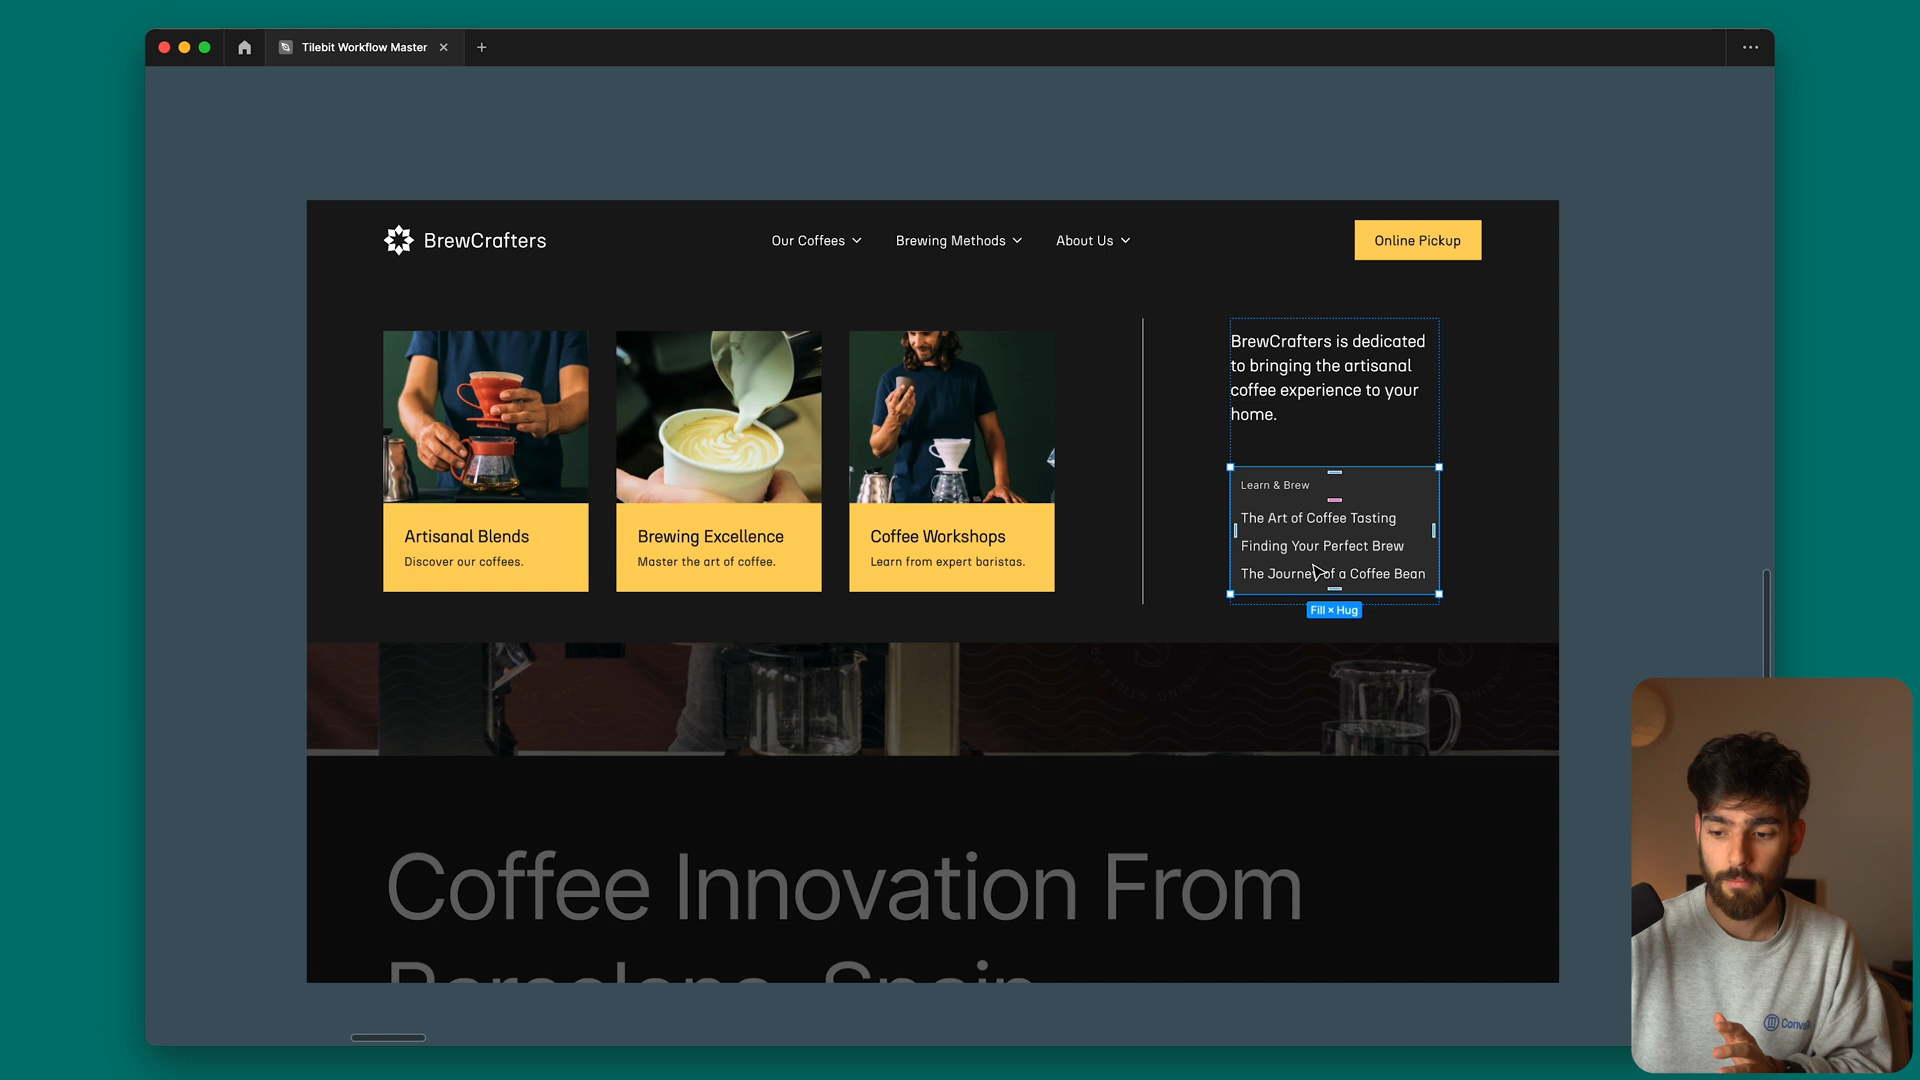 Tilebit Workflow Master
BrewCrafters
Our Coffees
Brewing Methods
About Us
Online Pickup
BrewCrafters is dedicated
to bringing the artisanal
coffee experience to your
home.
Learn & Brew
The Art of Coffee Tasting
Finding Your Perfect Brew
The Journey of a Coffee Bean
Fill × Hug
Artisanal Blends
Discover our coffees.
Brewing Excellence
Master the art of coffee.
Coffee Workshops
Learn from expert baristas.
Coffee Innovation From
Barcelona, Spain